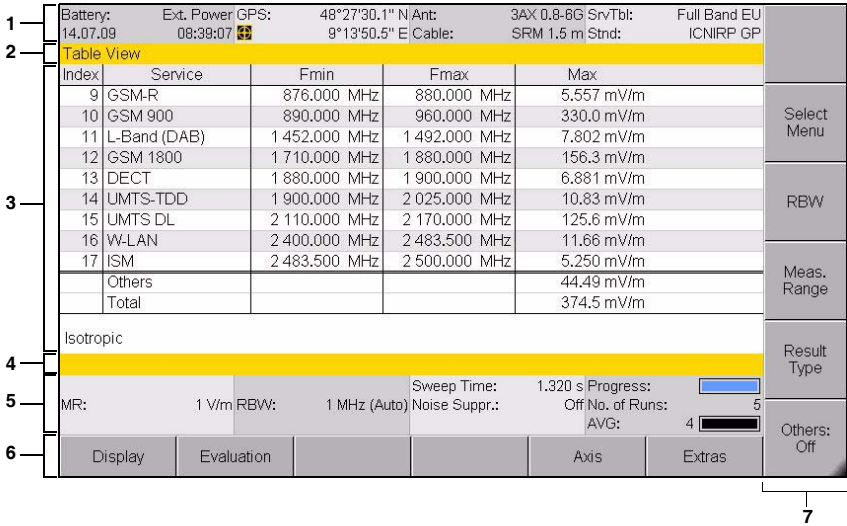 1 Battery: Ext. Power GPS: 48°27'30.1" N Ant: 3AX 0.8-6G SrvTbl: Full Band EU
14.07.09 08:39:07 9°13'50.5" E Cable: SRM 1.5 m Stnd: ICNIRP GP
2 Table View
Index Service Fmin Fmax Max
9 GSM-R 876.000 MHz 880.000 MHz 5.557 mV/m
10 GSM 900 890.000 MHz 960.000 MHz 330.0 mV/m
11 L-Band (DAB) 1 452.000 MHz 1 492.000 MHz 7.802 mV/m
12 GSM 1800 1 710.000 MHz 1 880.000 MHz 156.3 mV/m
13 DECT 1 880.000 MHz 1 900.000 MHz 6.881 mV/m
3 14 UMTS-TDD 1 900.000 MHz 2 025.000 MHz 10.83 mV/m
15 UMTS DL 2 110.000 MHz 2 170.000 MHz 125.6 mV/m
16 W-LAN 2 400.000 MHz 2 483.500 MHz 11.66 mV/m
17 ISM 2 483.500 MHz 2 500.000 MHz 5.250 mV/m
Others 44.49 mV/m
Total 374.5 mV/m
Isotropic
4
Sweep Time: 1.320 s Progress:
5 MR: 1 V/m RBW: 1 MHz (Auto) Noise Suppr.: Off No. of Runs: 5
AVG: 4
6 Display Evaluation Axis Extras
Select
Menu
RBW
Meas.
Range
Result
Type
Others:
Off
7